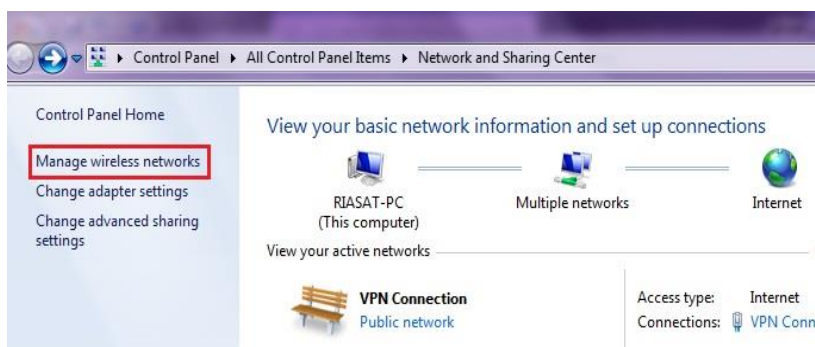 Control Panel ▸ All Control Panel Items ▸ Network and Sharing Center
Control Panel Home
Manage wireless networks
Change adapter settings
Change advanced sharing
settings
View your basic network information and set up connections
RIASAT-PC
(This computer)
Multiple networks
Internet
View your active networks
VPN Connection
Public network
Access type: Internet
Connections: VPN Conn